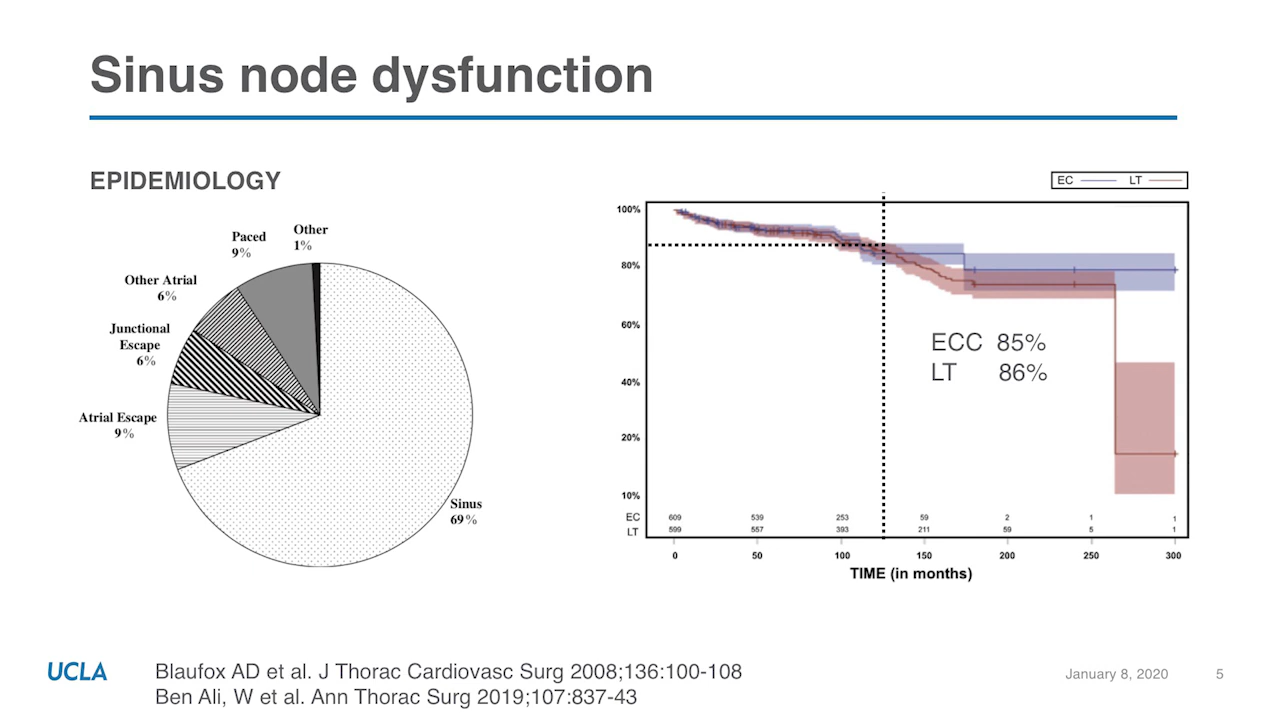 Sinus node dysfunction
EPIDEMIOLOGY
Paced
9%
Other
1%
Other Atrial
6%
Junctional
Escape
6%
Atrial Escape
9%
Sinus
69%
EC LT
100%
80%
60%
40%
20%
10%
ECC 85%
LT 86%
EC 609 539 253 59 2 1 1
LT 599 557 393 211 59 5 1
0 50 100 150 200 250 300
TIME (in months)
UCLA
Blaufox AD et al. J Thorac Cardiovasc Surg 2008;136:100-108
Ben Ali, W et al. Ann Thorac Surg 2019;107:837-43
January 8, 2020 5